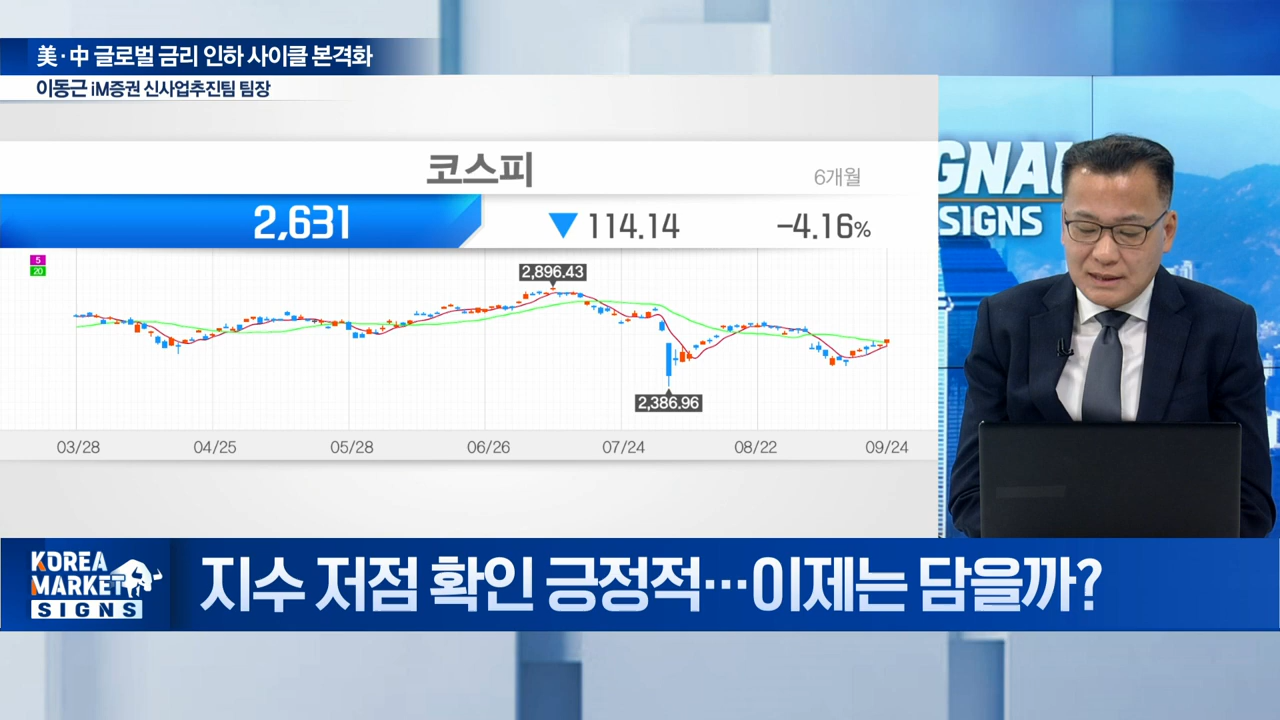 美·中 글로벌 금리 인하 사이클 본격화
이동근 iM증권 신사업추진팀 팀장
코스피
6개월
2,631 ▼ 114.14 -4.16%
5
20
2,896.43
2,386.96
03/28 04/25 05/28 06/26 07/24 08/22 09/24
GNAL
SIGNS
KOREA
MARKET
SIGNS
지수 저점 확인 긍정적…이제는 담을까?